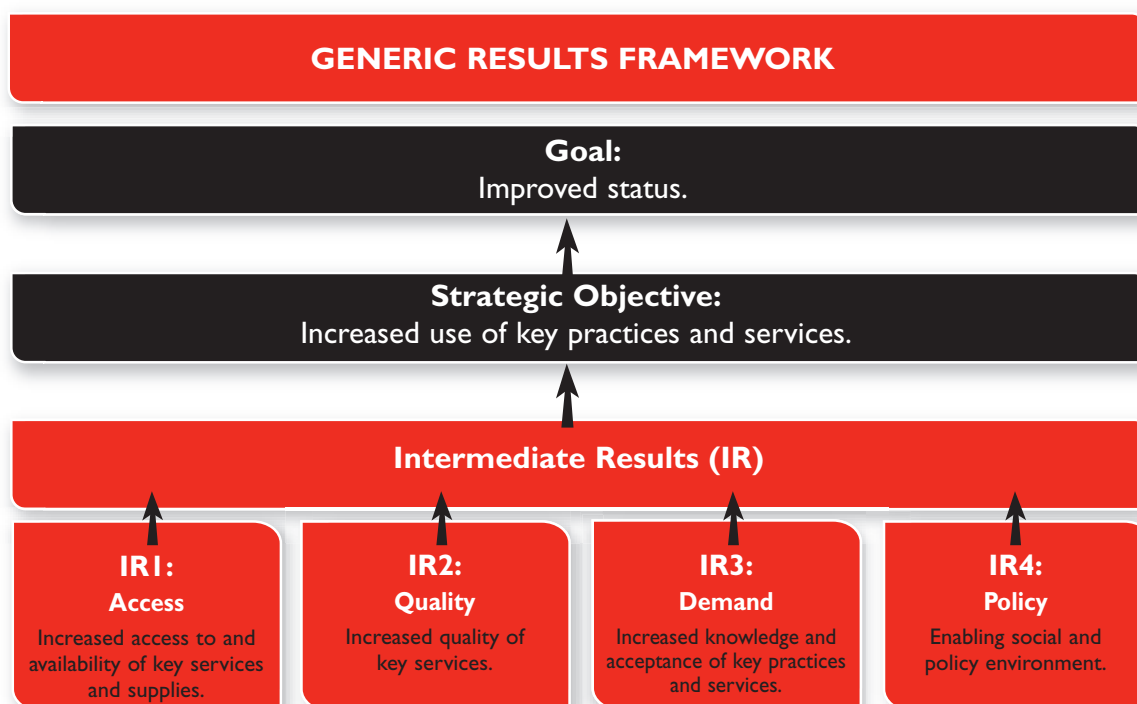 GENERIC RESULTS FRAMEWORK
Goal:
Improved status.
Strategic Objective:
Increased use of key practices and services.
Intermediate Results (IR)
IR1:
Access
Increased access to and
availability of key services
and supplies.
IR2:
Quality
Increased quality of
key services.
IR3:
Demand
Increased knowledge and
acceptance of key practices
and services.
IR4:
Policy
Enabling social and
policy environment.